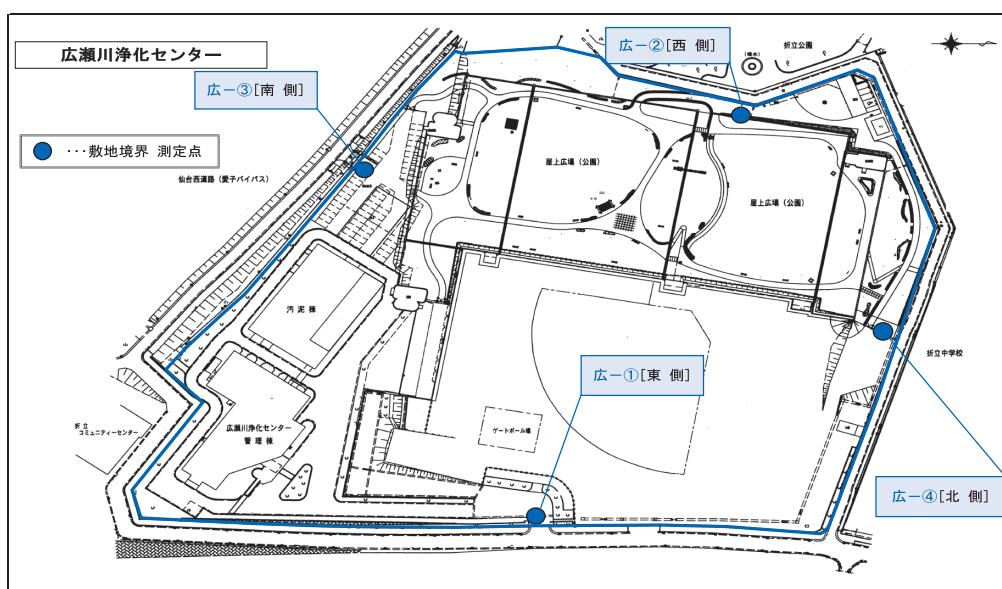 広瀬川浄化センター
広ー②[西 側]
折立公園
(噴水)
広ー③[南 側]
●･･･敷地境界 測定点
仙台西道路(愛子バイパス)
屋上広場(公園)
屋上広場(公園)
汚泥棟
折立中学校
広ー①[東 側]
折立
コミュニティーセンター
広瀬川浄化センター
管理棟
ゲートボール場
広ー④[北 側]